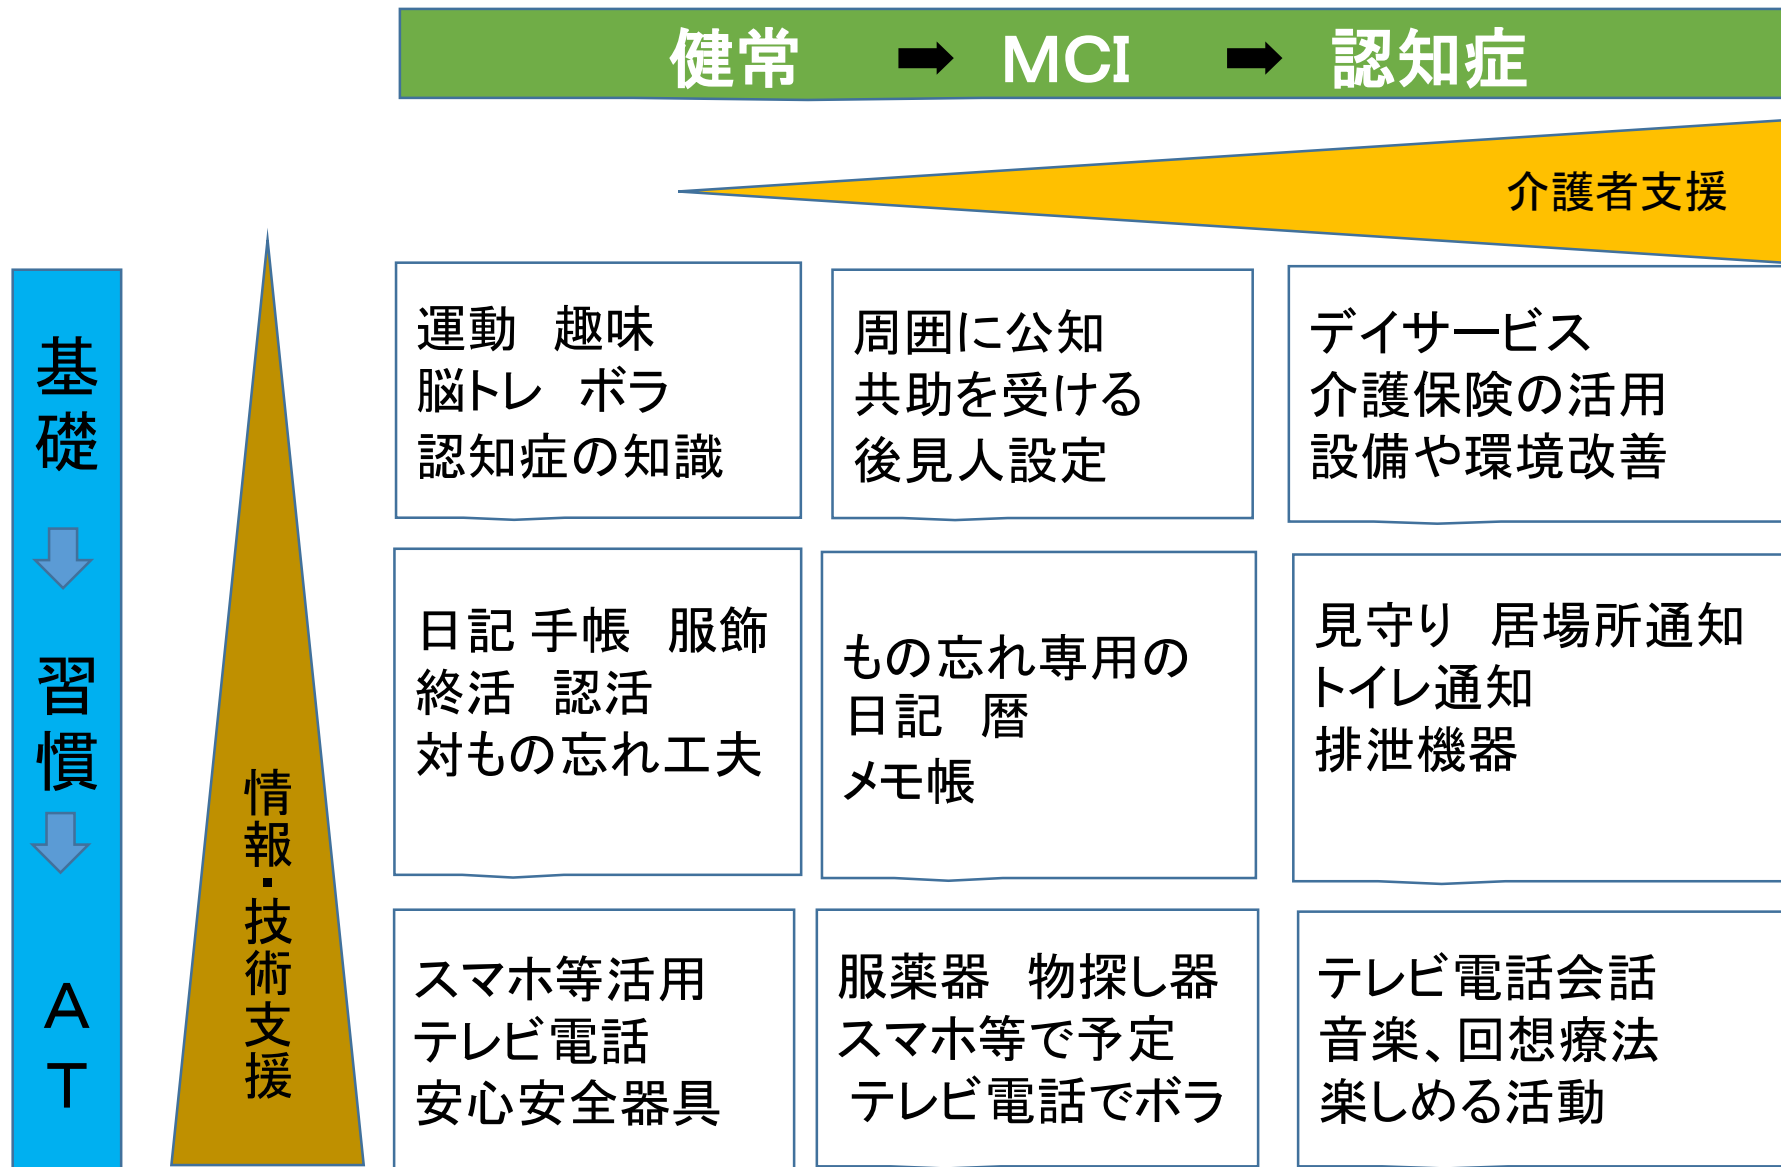 健常 ➡ MCI ➡ 認知症
介護者支援
基礎
習慣
AT
情報・技術支援
運動　趣味
脳トレ　ボラ
認知症の知識
周囲に公知
共助を受ける
後見人設定
デイサービス
介護保険の活用
設備や環境改善
日記 手帳　服飾
終活　認活
対もの忘れ工夫
もの忘れ専用の
日記　暦
メモ帳
見守り　居場所通知
トイレ通知
排泄機器
スマホ等活用
テレビ電話
安心安全器具
服薬器　物探し器
スマホ等で予定
テレビ電話でボラ
テレビ電話会話
音楽、回想療法
楽しめる活動